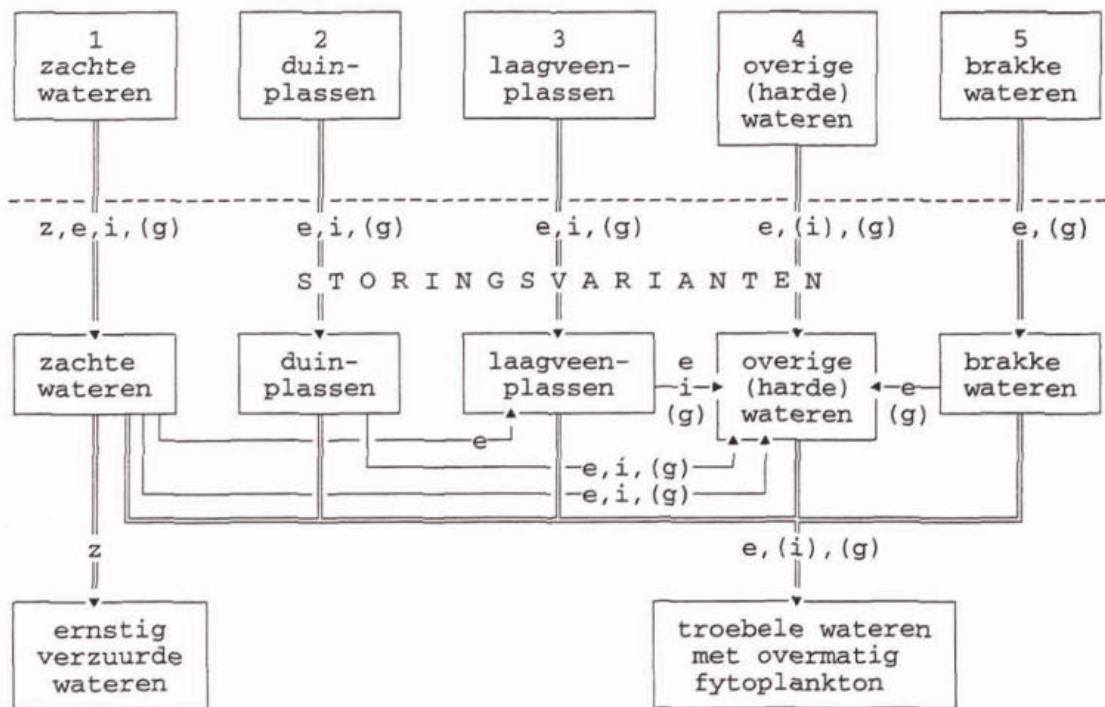 1
zachte
wateren
2
duin-
plassen
3
laagveen-
plassen
4
overige
(harde)
wateren
5
brakke
wateren
z,e,i,(g)
e,i,(g)
e,i,(g)
e,(i),(g)
e,(g)
STORINGSVARIANTEN
zachte
wateren
duin-
plassen
laagveen-
plassen
e
i
(g)
overige
(harde)
wateren
e
(g)
brakke
wateren
e
e,i,(g)
e,i,(g)
z
e,(i),(g)
ernstig
verzuurde
wateren
troebele wateren
met overmatig
fytoplankton